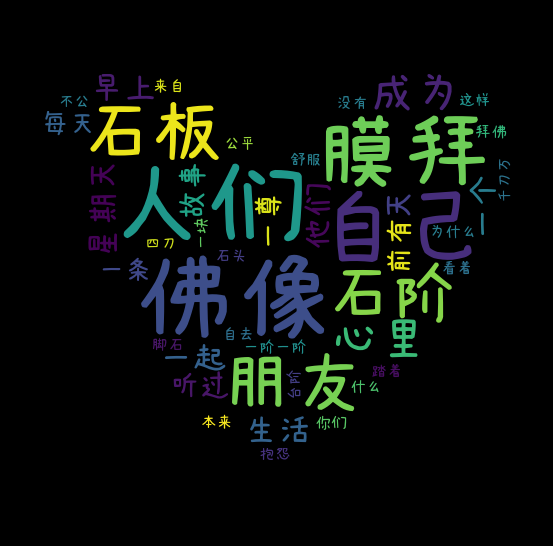 早上
来自
不公
每天
石板
公平
没有
成为
这样
膜拜
拜佛
舒服
千刀万
星期天
人们
故事
一尊
他们
自己
前有
天
一个
为什么
四刀
一块
石头
一条
佛像
石阶
看着
心里
脚石
一起
自去
一阶一阶
听过
朋友
台阶
什么
踏着
本来
生活
你们
抱怨